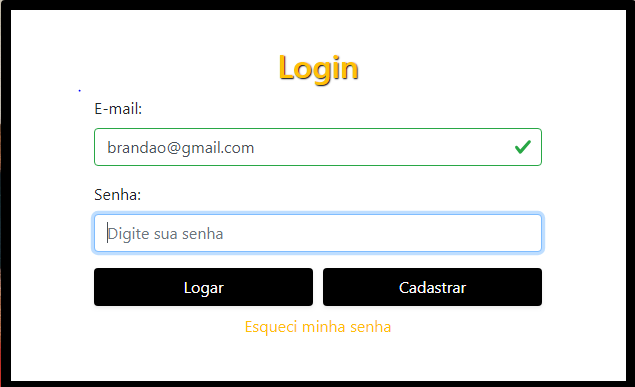 Login
E-mail:
brandao@gmail.com
Senha:
Digite sua senha
Logar Cadastrar
Esqueci minha senha